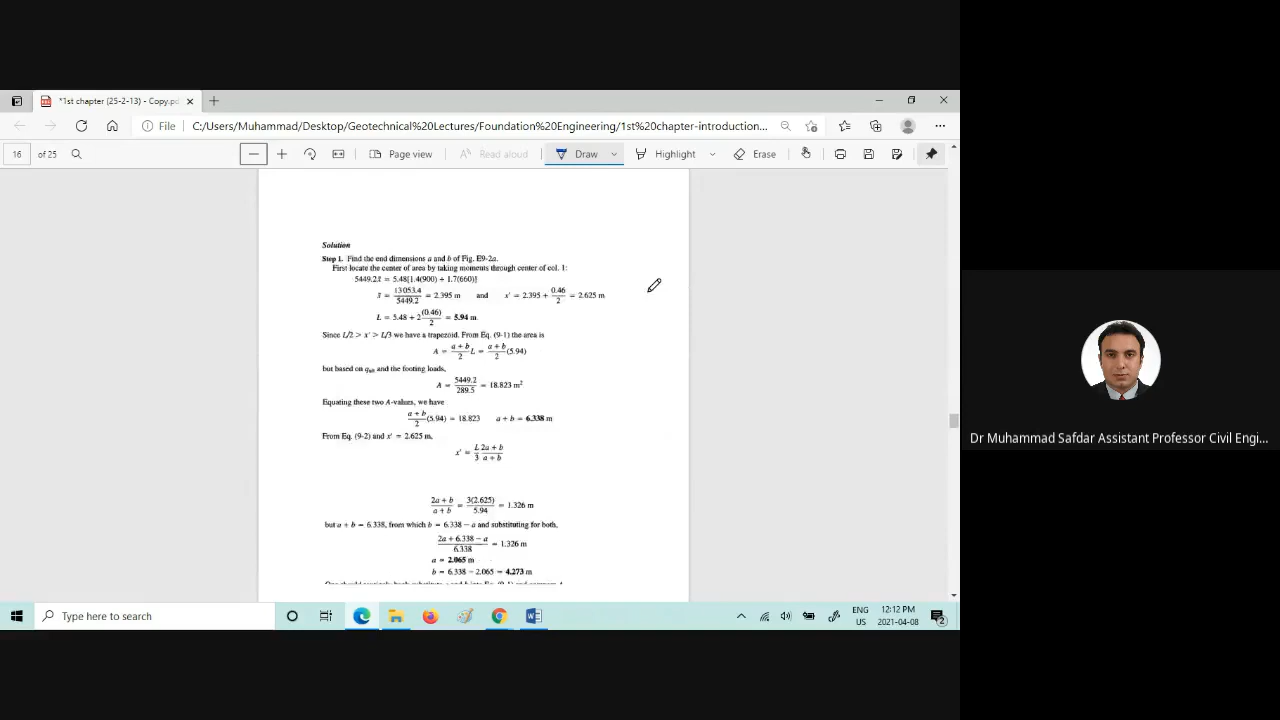 *1st chapter (25-2-13) - Copy.pd
File
C:/Users/Muhammad/Desktop/Geotechnical%20Lectures/Foundation%20Engineering/1st%20chapter-introduction...
16 of 25
Page view
Read aloud
Draw
Highlight
Erase
Solution
Step 1. Find the end dimensions a and b of Fig. E9-2a.
First locate the center of area by taking moments through center of col. 1:
5449.2x̄ = 5.48[1.4(900) + 1.7(660)]
x̄ = 13 053.4 / 5449.2 = 2.395 m and x′ = 2.395 + 0.46 / 2 = 2.625 m
L = 5.48 + 2 (0.46) / 2 = 5.94 m.
Since L/2 > x′ > L/3 we have a trapezoid. From Eq. (9-1) the area is
A = a + b / 2 L = a + b / 2 (5.94)
but based on qult and the footing loads,
A = 5449.2 / 289.5 = 18.823 m²
Equating these two A-values, we have
a + b / 2 (5.94) = 18.823 a + b = 6.338 m
From Eq. (9-2) and x′ = 2.625 m,
x′ = L / 3 2a + b / a + b
2a + b / a + b = 3(2.625) / 5.94 = 1.326 m
but a + b = 6.338, from which b = 6.338 − a and substituting for both,
2a + 6.338 − a / 6.338 = 1.326 m
a = 2.065 m
b = 6.338 − 2.065 = 4.273 m
Dr Muhammad Safdar Assistant Professor Civil Engi...
Type here to search
ENG
US
12:12 PM
2021-04-08
2